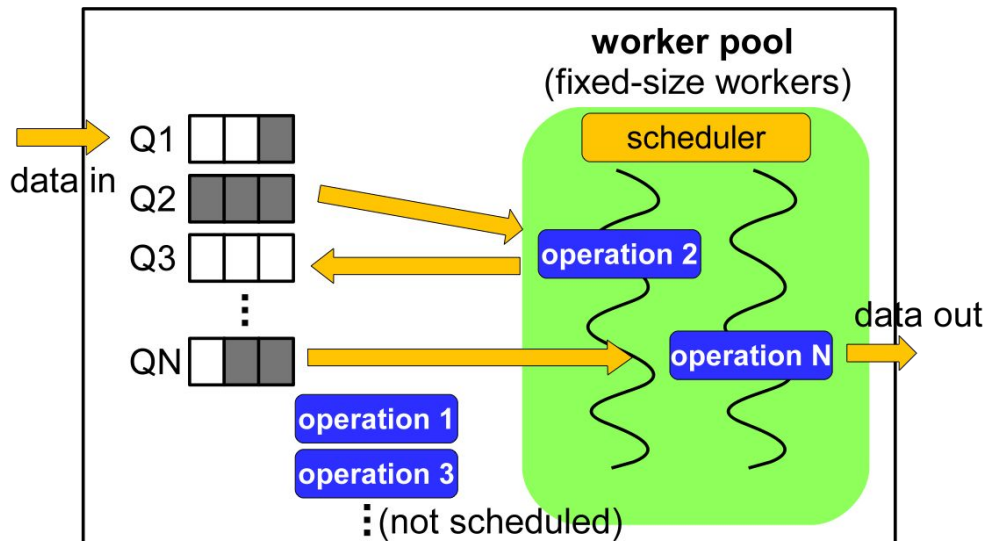 worker pool
(fixed-size workers)
scheduler
Q1
data in
Q2
Q3
QN
operation 2
operation N
data out
operation 1
operation 3
(not scheduled)